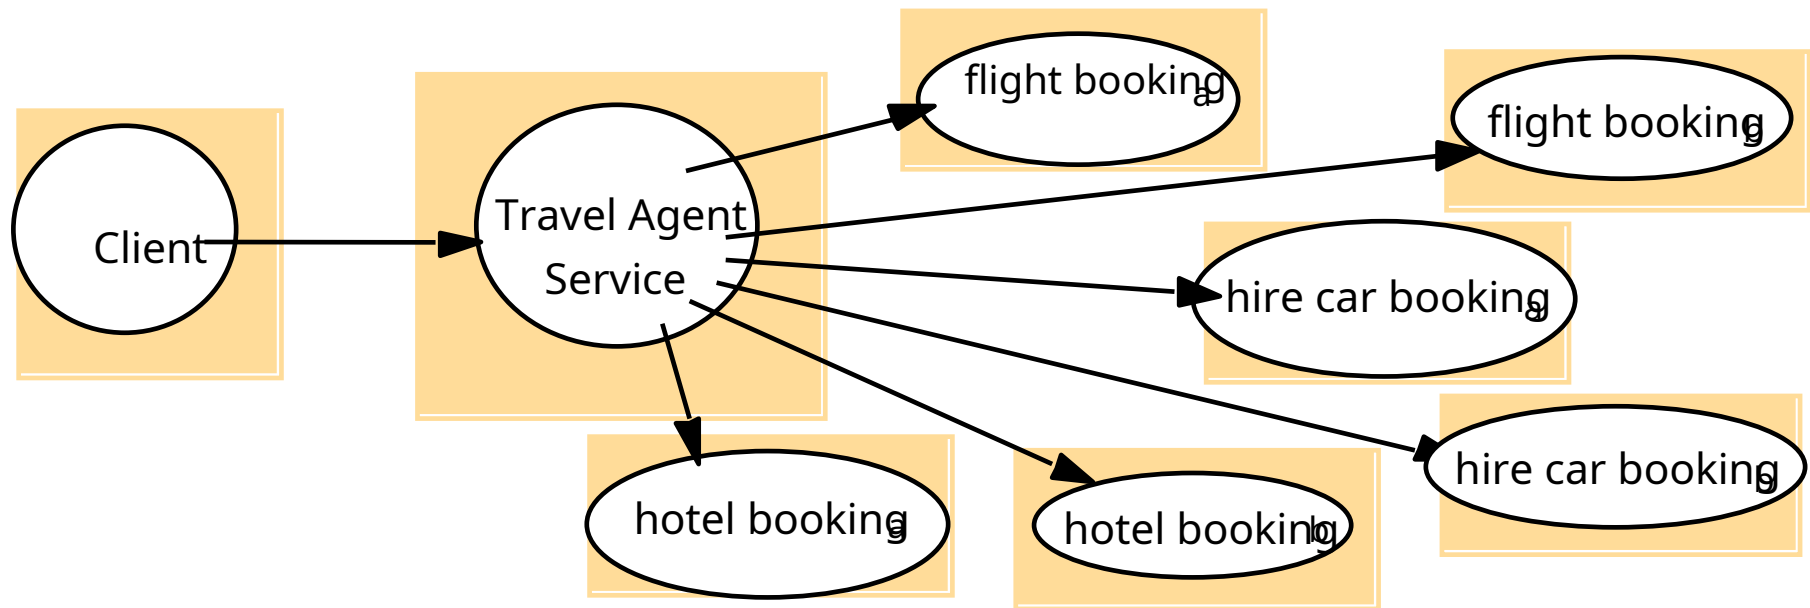 Client
Travel Agent
Service
flight booking a
flight booking b
hire car booking a
hire car booking b
hotel booking a
hotel booking b